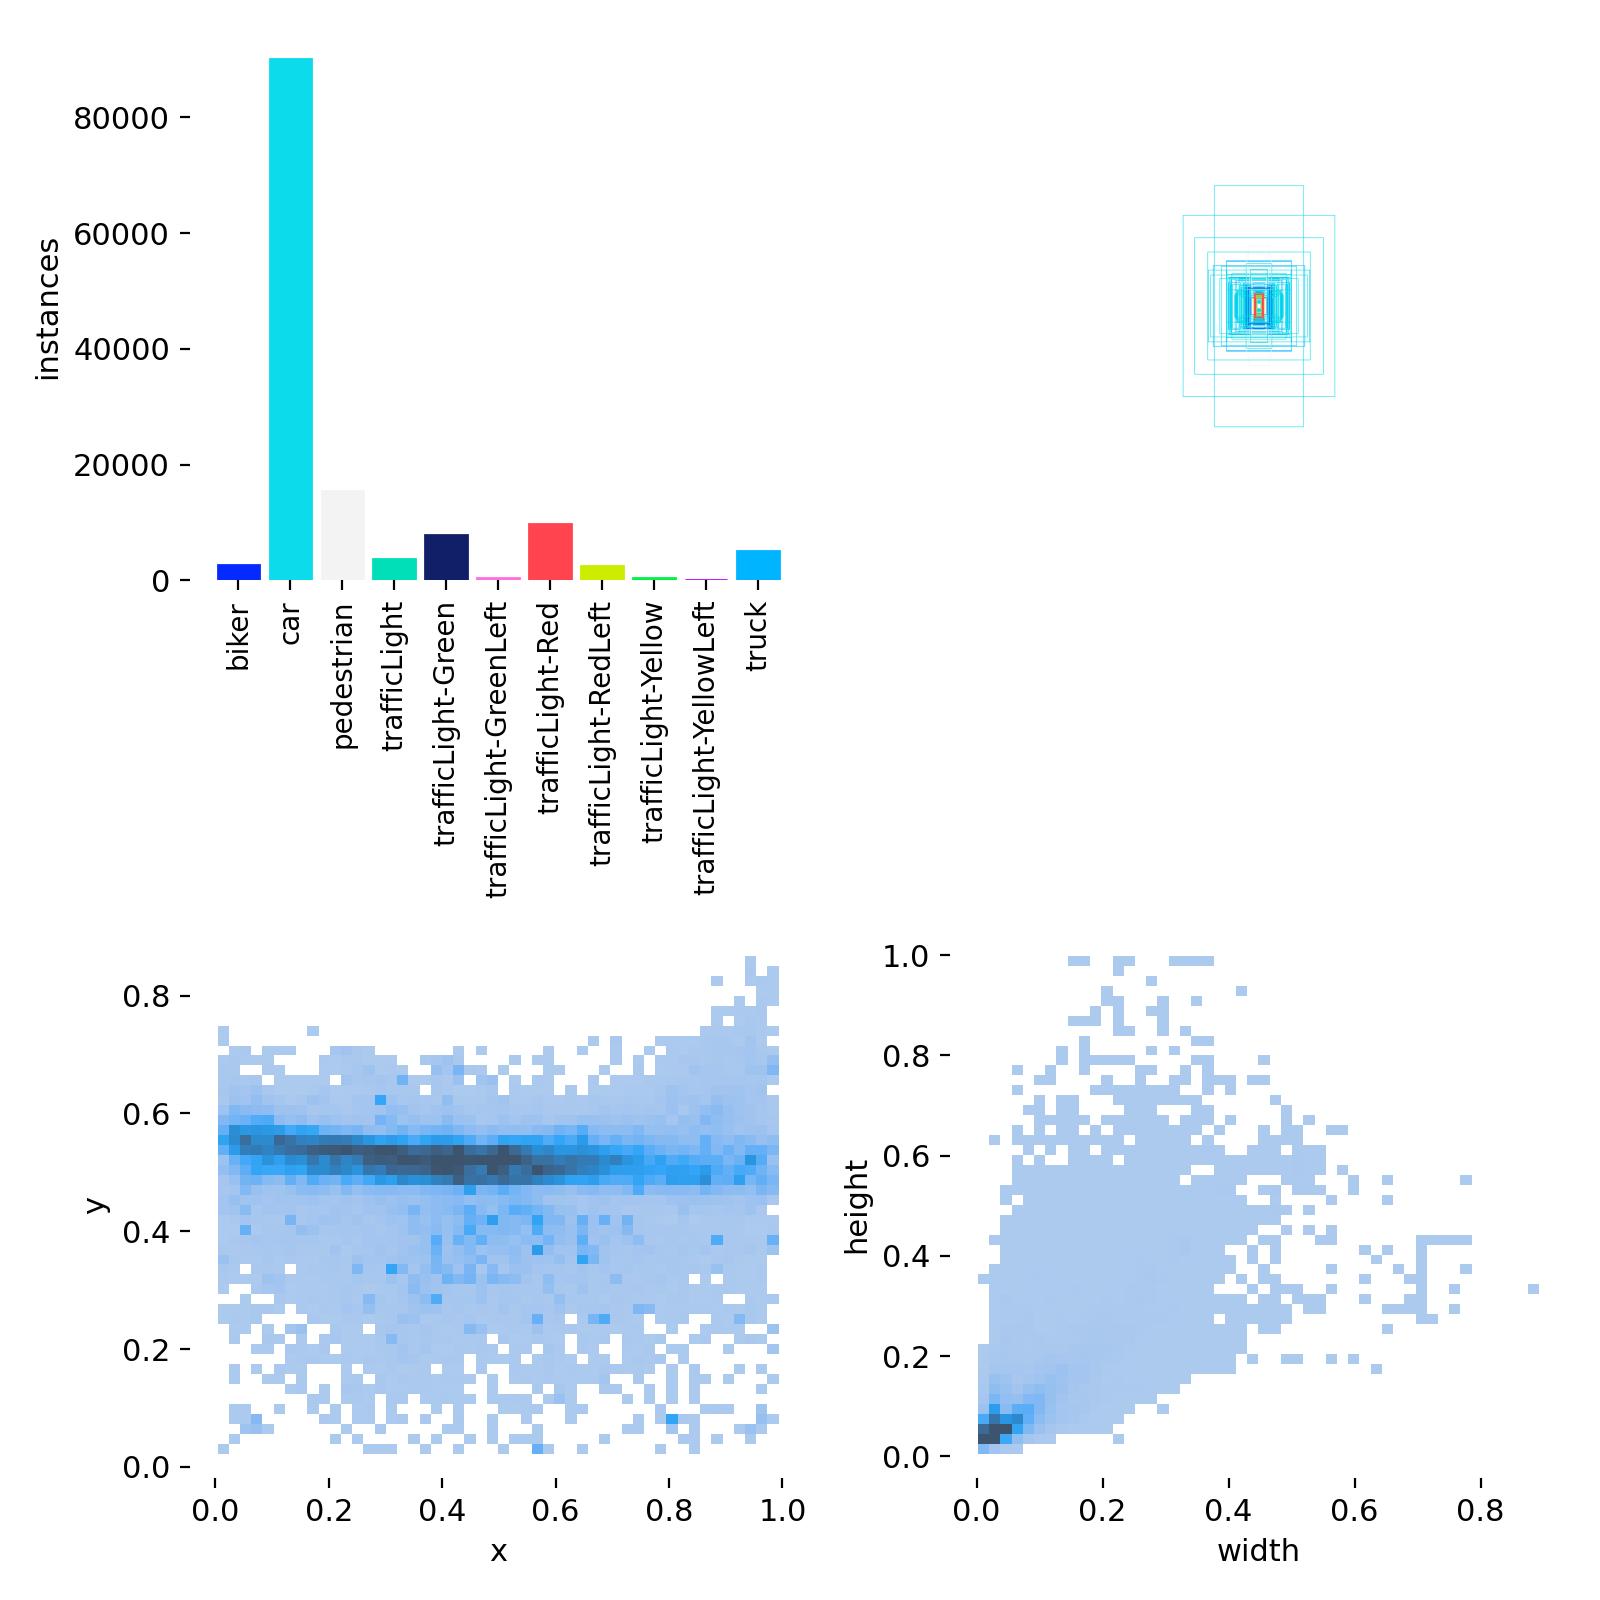 instances
80000
60000
40000
20000
0
biker
car
pedestrian
trafficLight
trafficLight-Green
trafficLight-GreenLeft
trafficLight-Red
trafficLight-RedLeft
trafficLight-Yellow
trafficLight-YellowLeft
truck
y
0.8
0.6
0.4
0.2
0.0
0.0 0.2 0.4 0.6 0.8 1.0
x
height
1.0
0.8
0.6
0.4
0.2
0.0
0.0 0.2 0.4 0.6 0.8
width